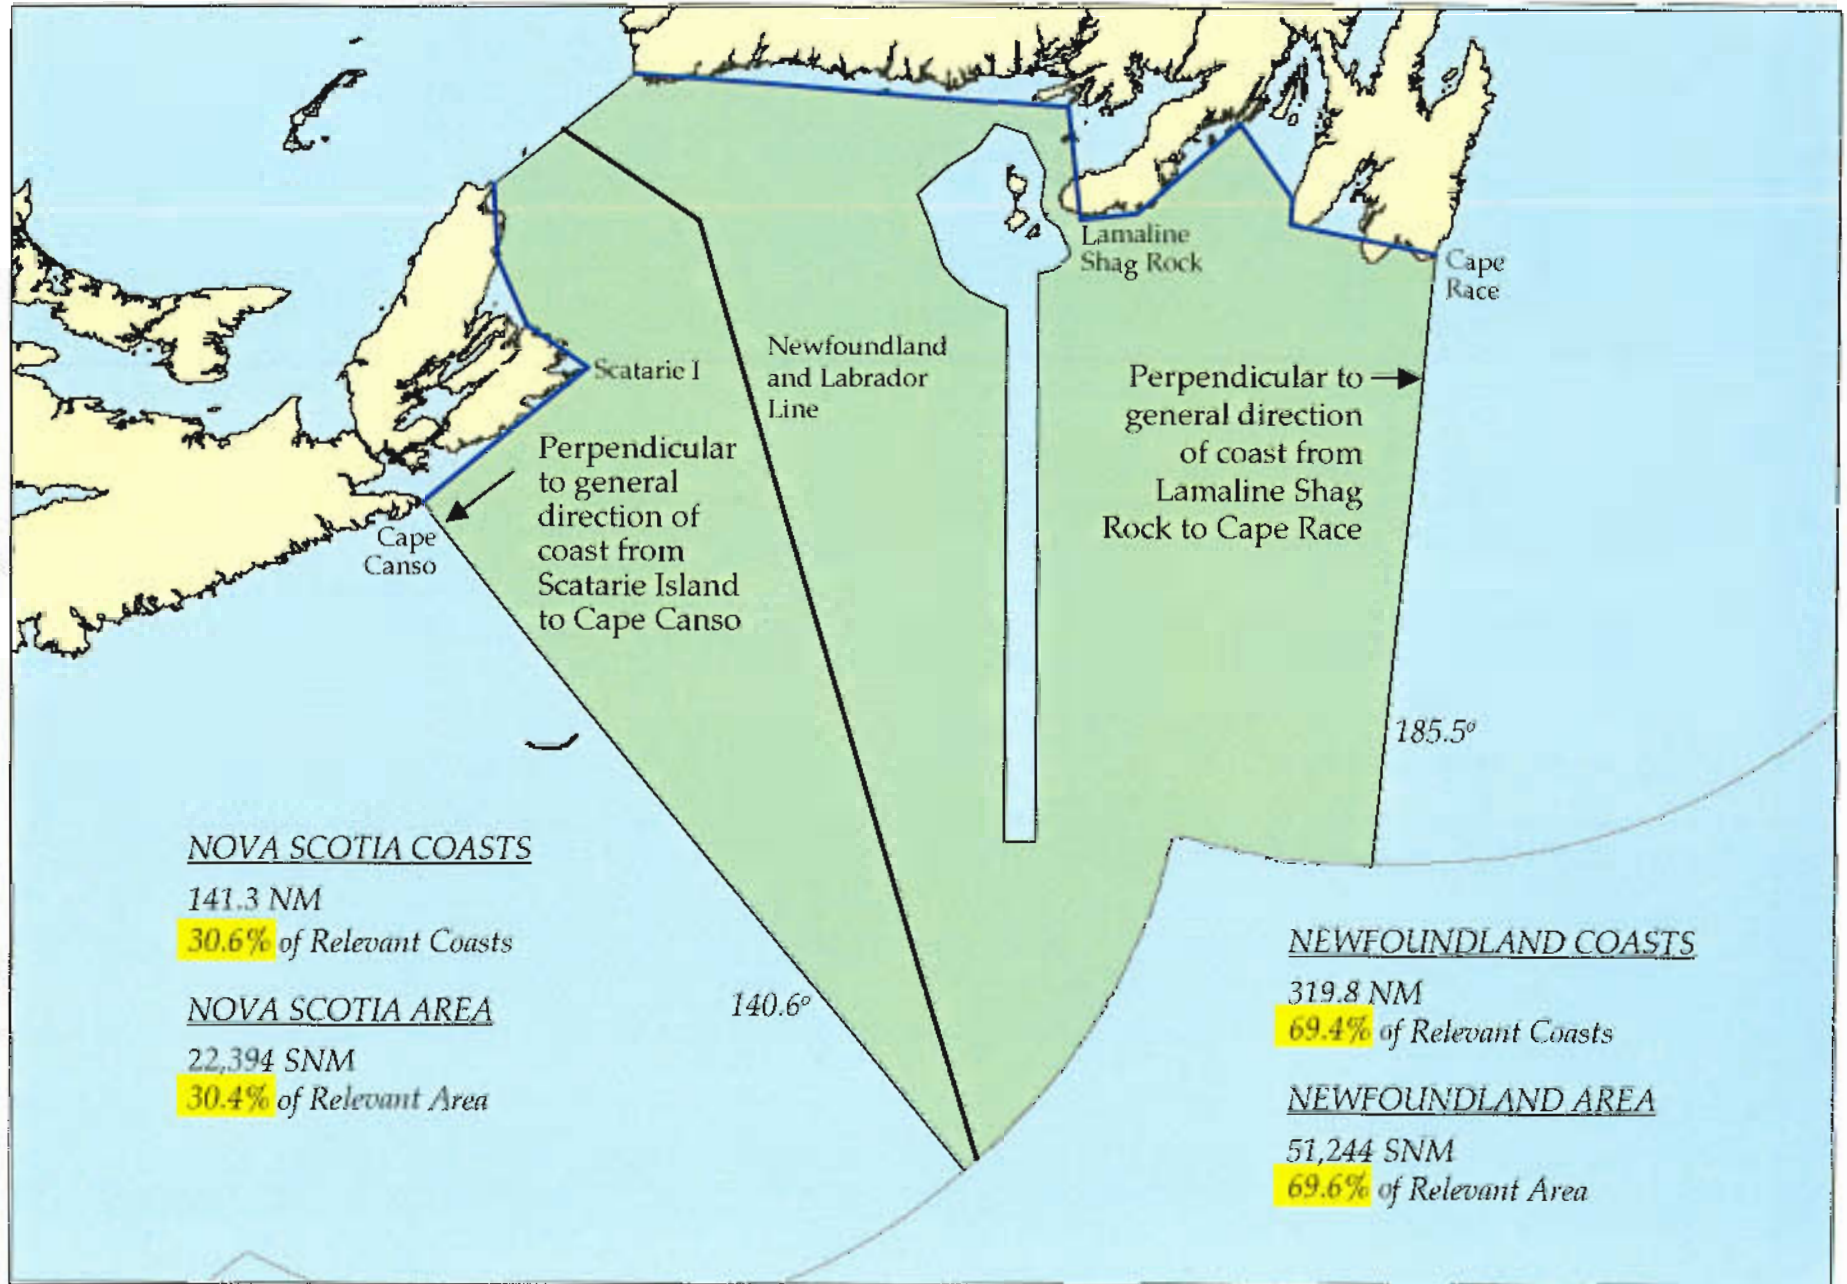 Lamaline
Shag Rock
Cape
Race
Scatarie I
Newfoundland
and Labrador
Line
Perpendicular to
general direction
of coast from
Lamaline Shag
Rock to Cape Race
Perpendicular
to general
direction of
coast from
Scatarie Island
to Cape Canso
Cape
Canso
185.5º
140.6º
NOVA SCOTIA COASTS
141.3 NM
30.6% of Relevant Coasts
NOVA SCOTIA AREA
22,394 SNM
30.4% of Relevant Area
NEWFOUNDLAND COASTS
319.8 NM
69.4% of Relevant Coasts
NEWFOUNDLAND AREA
51,244 SNM
69.6% of Relevant Area